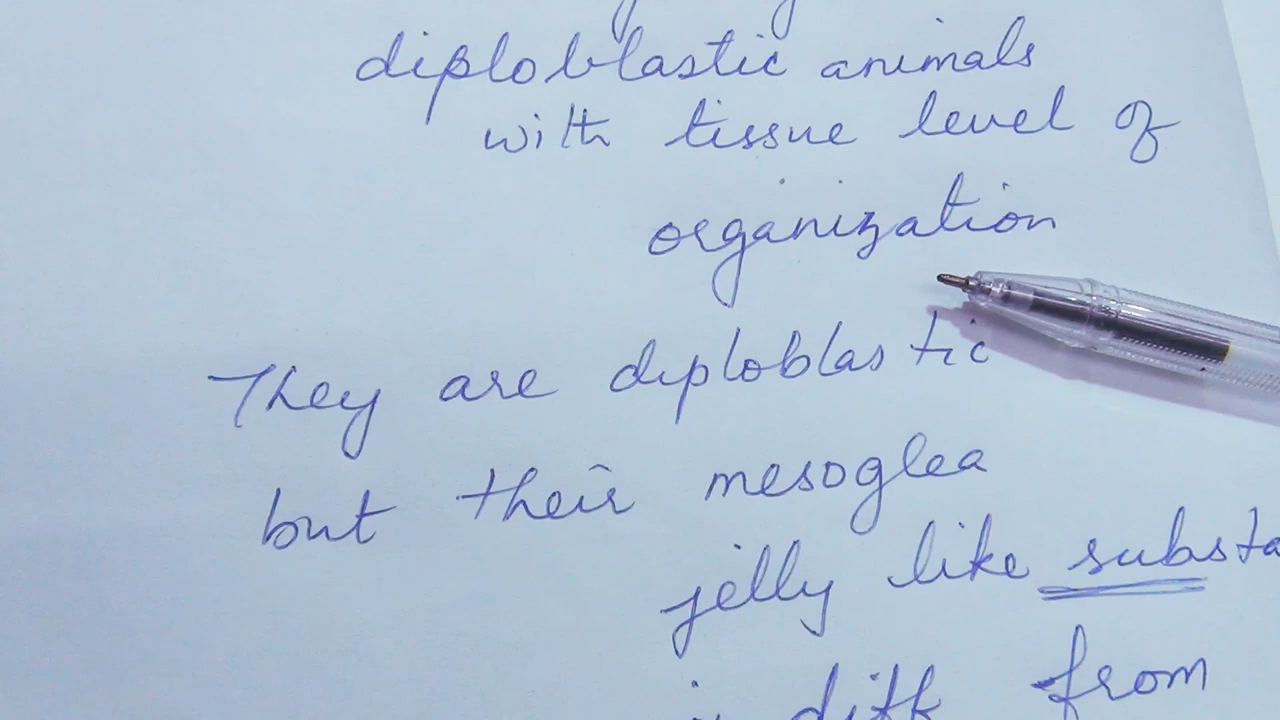 diploblastic animals
with tissue level of
organization
They are diploblastic
but their mesoglea
jelly like substa
diff from